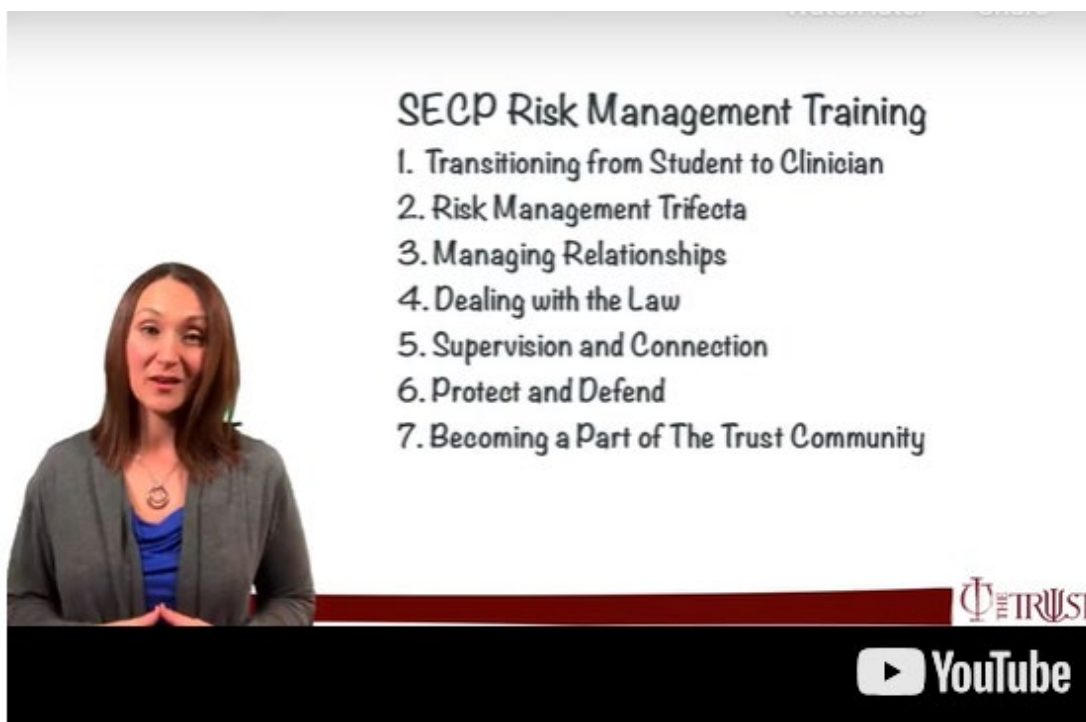 SECP Risk Management Training
1. Transitioning from Student to Clinician
2. Risk Management Trifecta
3. Managing Relationships
4. Dealing with the Law
5. Supervision and Connection
6. Protect and Defend
7. Becoming a Part of The Trust Community
THE TRUST
YouTube